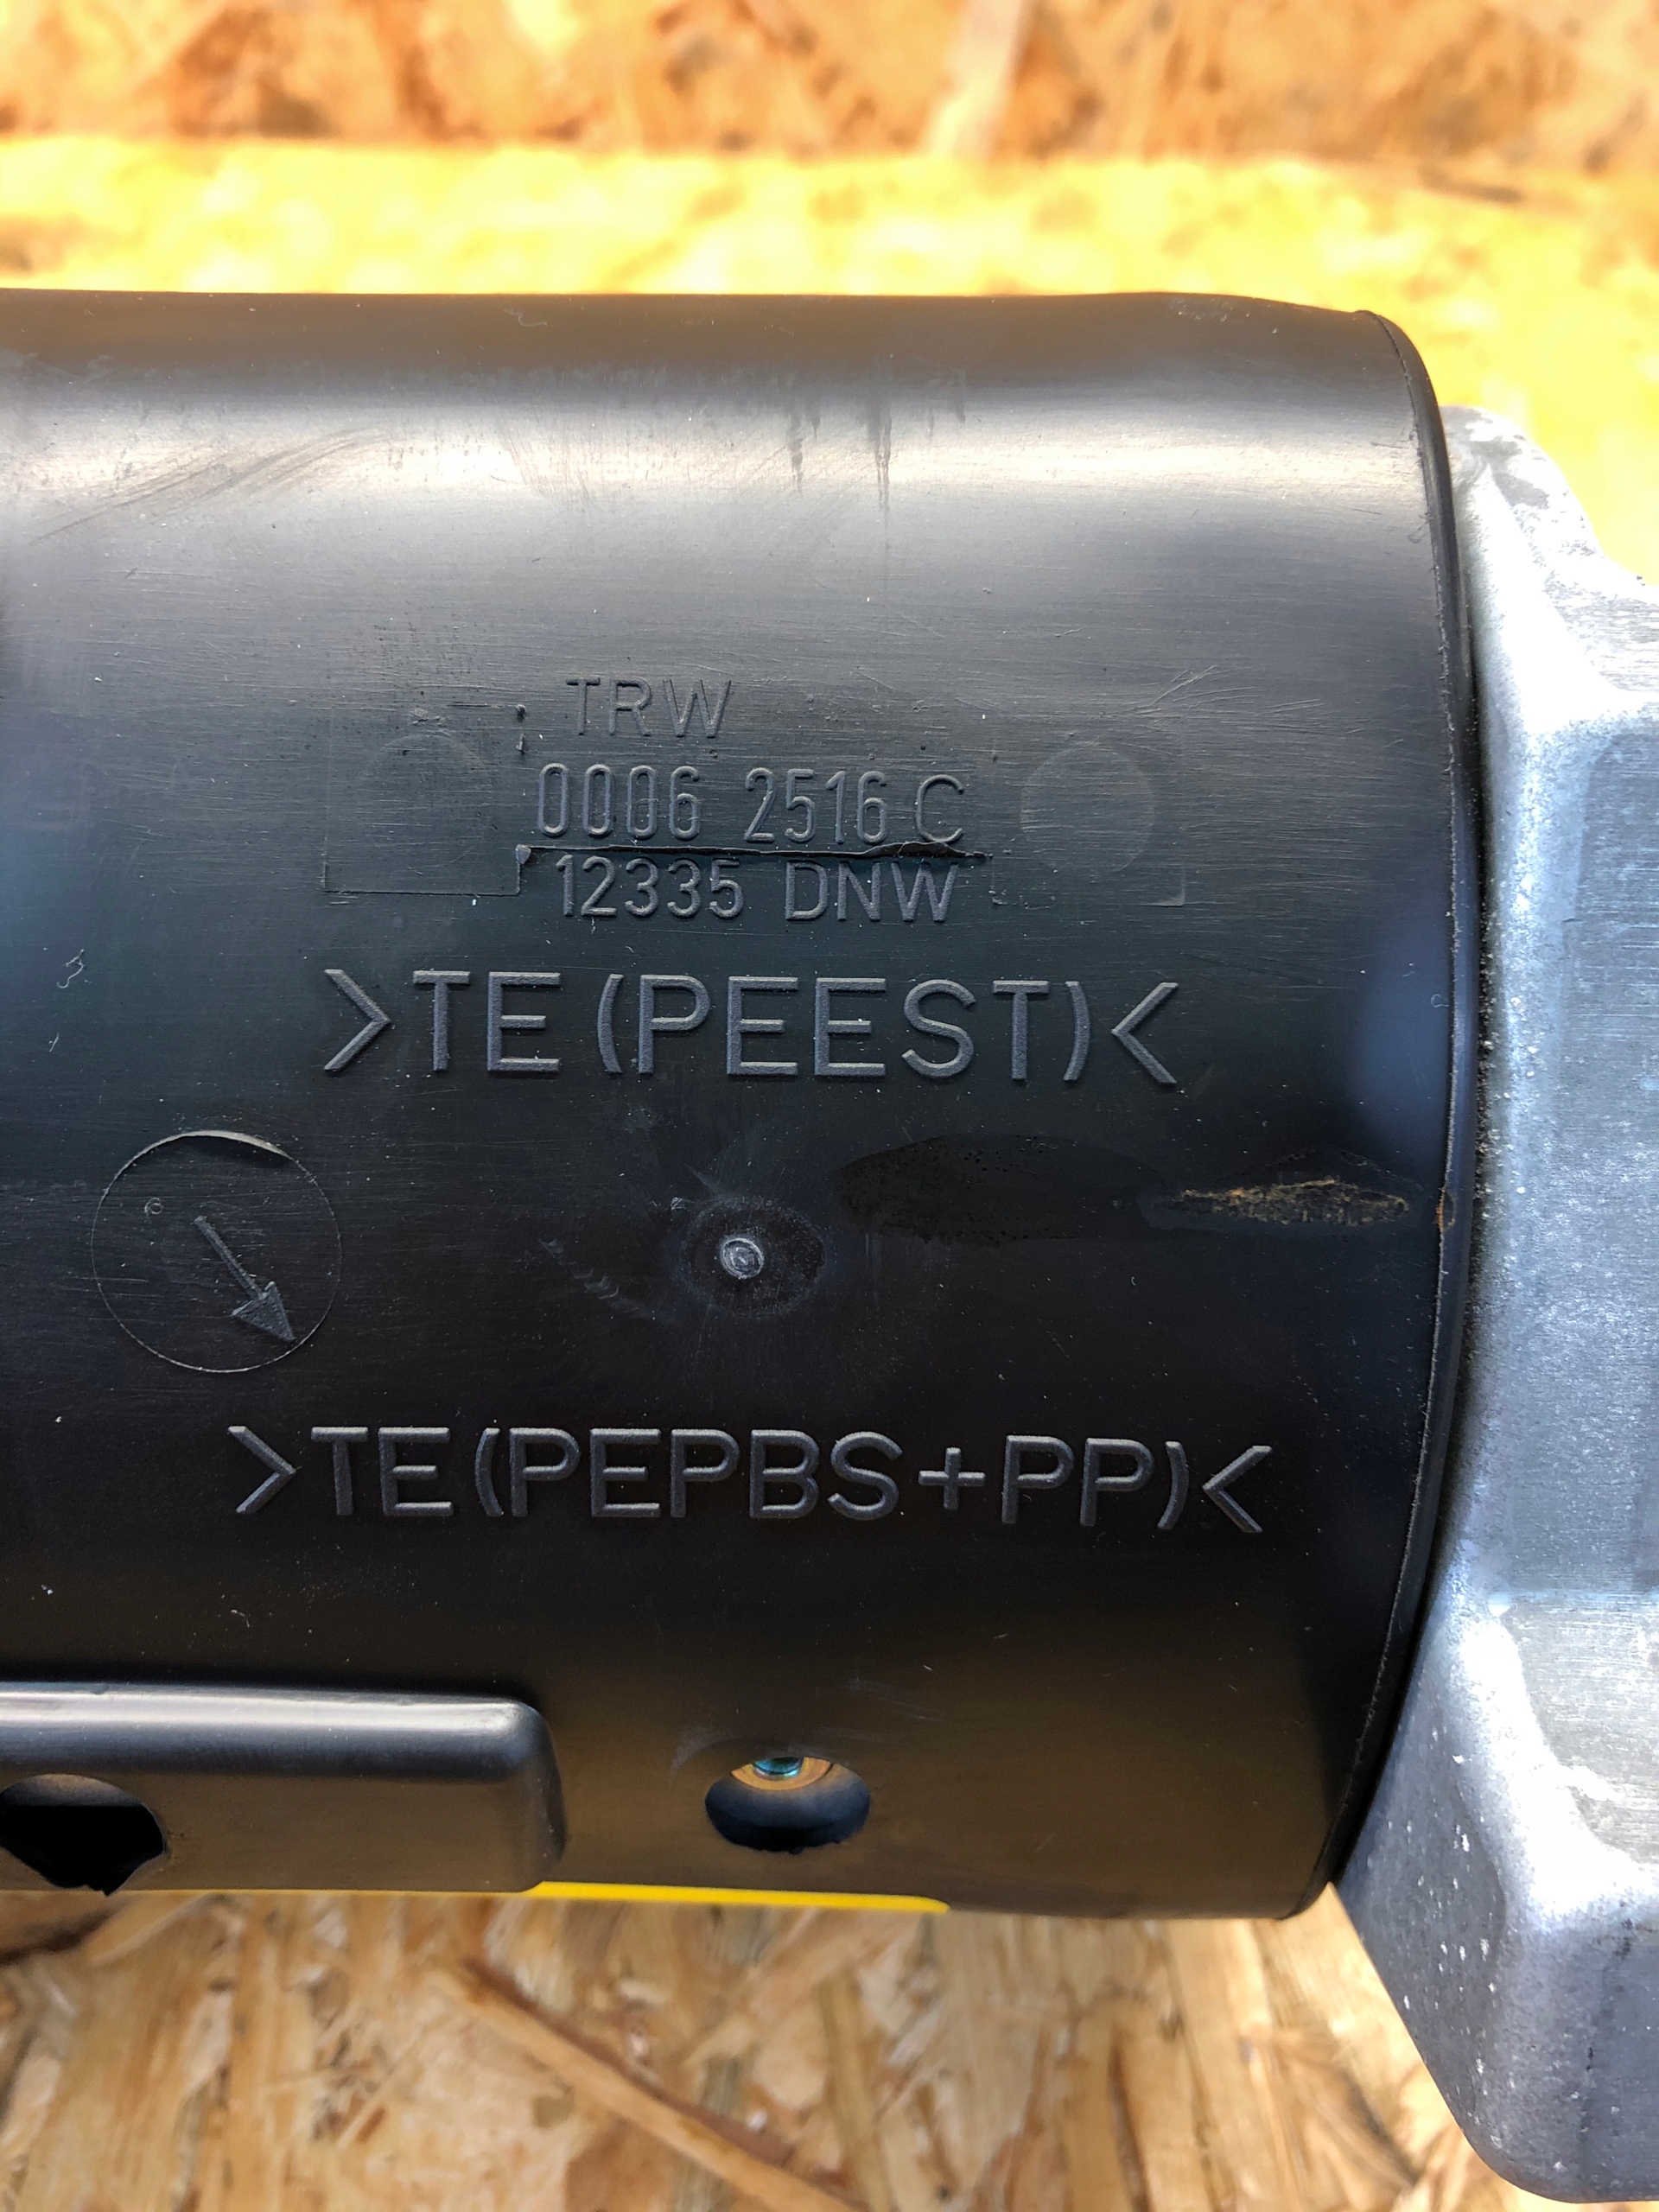 TRW
0006 2516 C
12335 DNW
>TE(PEEST)<
>TE(PEPBS+PP)<